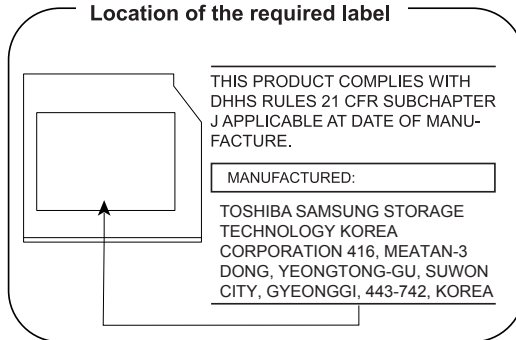 Location of the required label
THIS PRODUCT COMPLIES WITH
DHHS RULES 21 CFR SUBCHAPTER
J APPLICABLE AT DATE OF MANU-
FACTURE.
MANUFACTURED:
TOSHIBA SAMSUNG STORAGE
TECHNOLOGY KOREA
CORPORATION 416, MEATAN-3
DONG, YEONGTONG-GU, SUWON
CITY, GYEONGGI, 443-742, KOREA